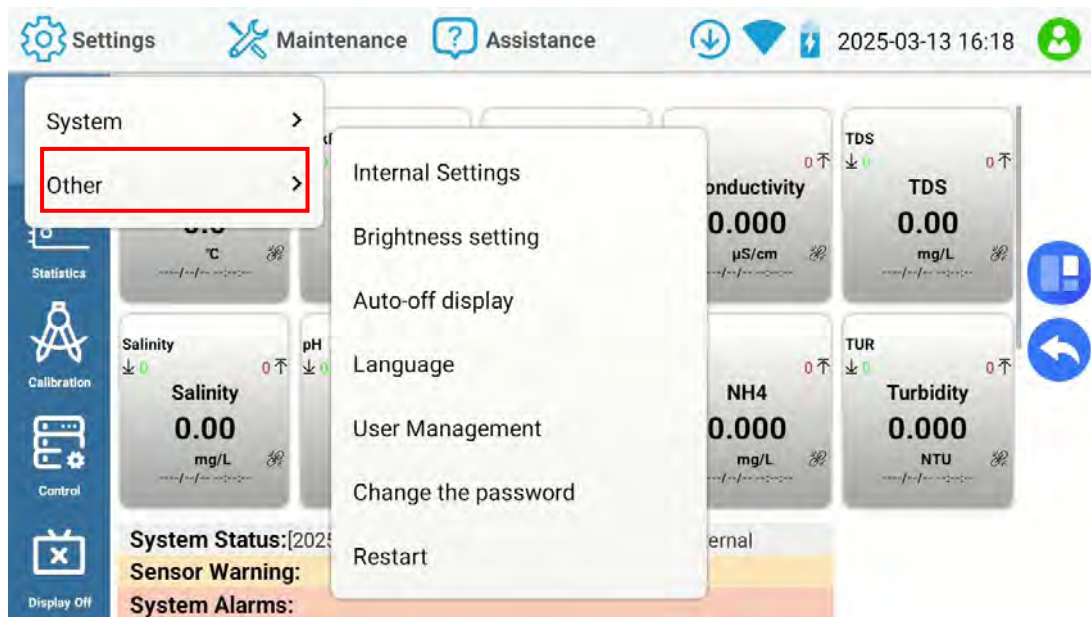 Settings
Maintenance
Assistance
2025-03-13 16:18
System
Other
Internal Settings
Brightness setting
Auto-off display
Language
User Management
Change the password
Restart
Statistics
Calibration
Control
Display Off
°C
---/--/-- --:--:--
0
µS/cm
0.000
---/--/-- --:--:--
TDS
0 0
TDS
0.00
mg/L
---/--/-- --:--:--
Salinity
0 0
Salinity
0.00
mg/L
---/--/-- --:--:--
pH
0
0
NH4
0.000
mg/L
---/--/-- --:--:--
TUR
0 0
Turbidity
0.000
NTU
---/--/-- --:--:--
System Status:[202
Sensor Warning:
System Alarms: